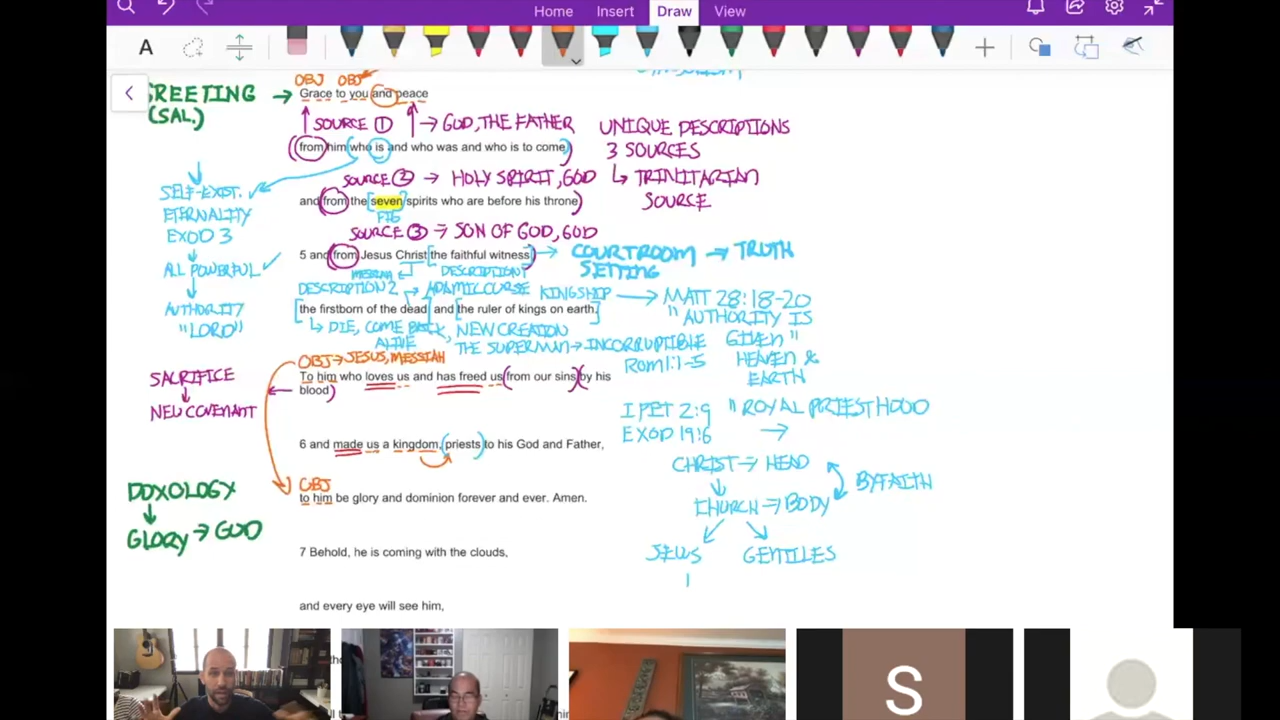 Home Insert Draw View
A
OBJ OBJ
GREETING → Grace to you and peace
(SAL.)
SOURCE ① → GOD, THE FATHER
UNIQUE DESCRIPTIONS
(from him (who is and who was and who is to come)
3 SOURCES
SOURCE ② → HOLY SPIRIT, GOD
↳ TRINITARIAN
SELF-EXIST.
and from the [seven] spirits who are before his throne)
SOURCE
ETERNALITY
FIG
EXOD 3
SOURCE ③ → SON OF GOD, GOD
5 and from Jesus Christ [the faithful witness]) → COURTROOM → TRUTH
SETTING
ALL POWERFUL
MESSIAH DESCRIPTION 1
DESCRIPTION 2 → ADAMIC CURSE KINGSHIP → MATT 28:18-20
[the firstborn of the dead] and [the ruler of kings on earth.]
"AUTHORITY IS
AUTHORITY
↳ DIE, COME BACK, NEW CREATION
GIVEN"
"LORD"
ALIVE THE SUPERMAN → INCORRUPTIBLE
HEAVEN &
EARTH
Rom 1:1-5
OBJ → JESUS, MESSIAH
SACRIFICE
To him who loves us and has freed us (from our sins)(by his
blood)
NEW COVENANT
I PET 2:9 "ROYAL PRIESTHOOD
EXOD 19:6 →
6 and made us a kingdom, (priests) to his God and Father,
CHRIST → HEAD
BY FAITH
OBJ
DOXOLOGY
to him be glory and dominion forever and ever. Amen.
CHURCH → BODY
GLORY → GOD
7 Behold, he is coming with the clouds,
JEWS GENTILES
and every eye will see him,
S